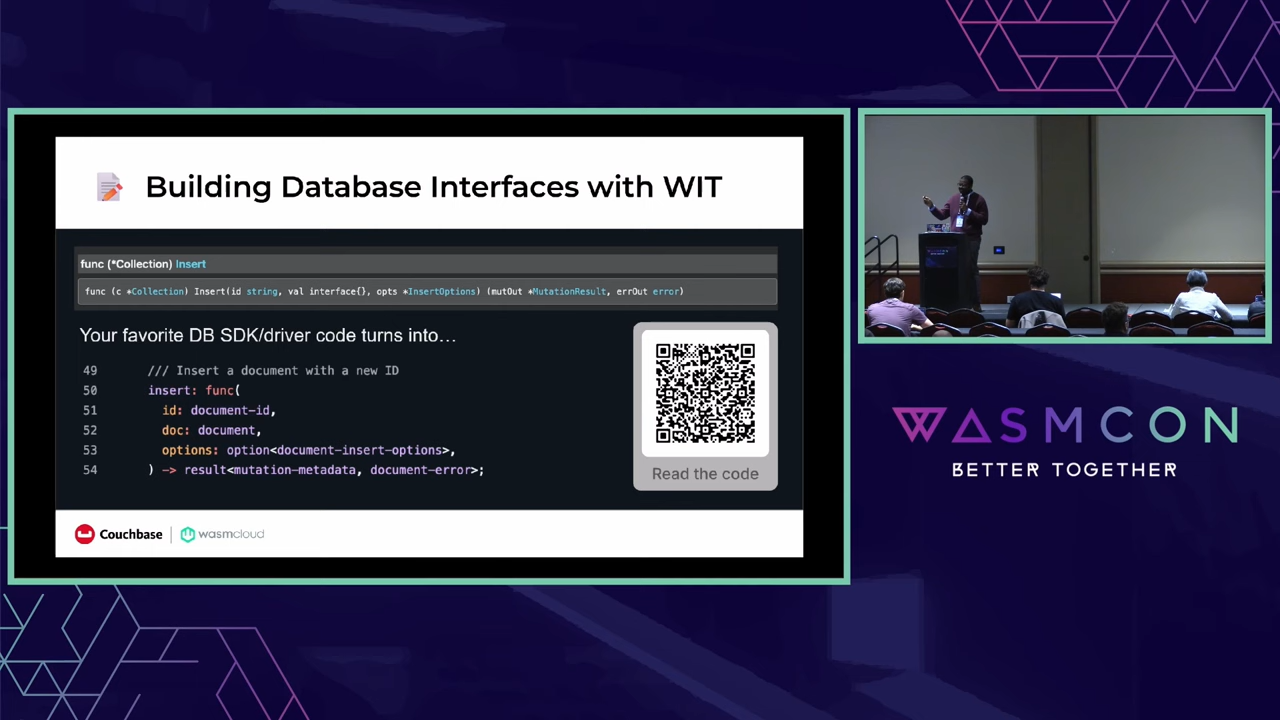 Building Database Interfaces with WIT
func (*Collection) Insert
func (c *Collection) Insert(id string, val interface{}, opts *InsertOptions) (mutOut *MutationResult, errOut error)
Your favorite DB SDK/driver code turns into…
49 /// Insert a document with a new ID
50 insert: func(
51 id: document-id,
52 doc: document,
53 options: option<document-insert-options>,
54 ) -> result<mutation-metadata, document-error>;
Read the code
Couchbase | wasmcloud
WASMCON
BETTER TOGETHER